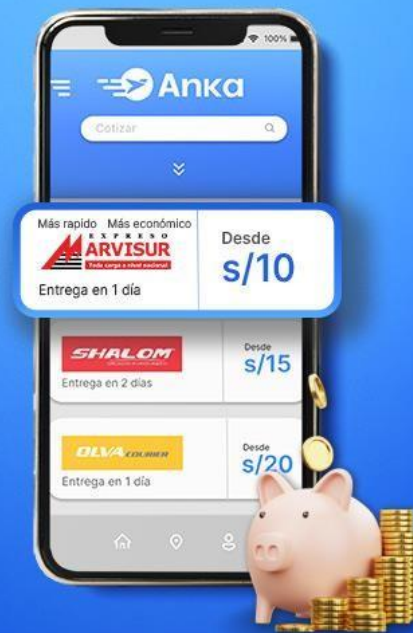 100%
Anka
Cotizar
Más rapido Más económico
EXPRESO
MARVISUR
Toda carga a nivel nacional
Entrega en 1 día
Desde
s/10
SHALOM
Entrega en 2 días
Desde
s/15
OLVA COURIER
Entrega en 1 día
Desde
s/20